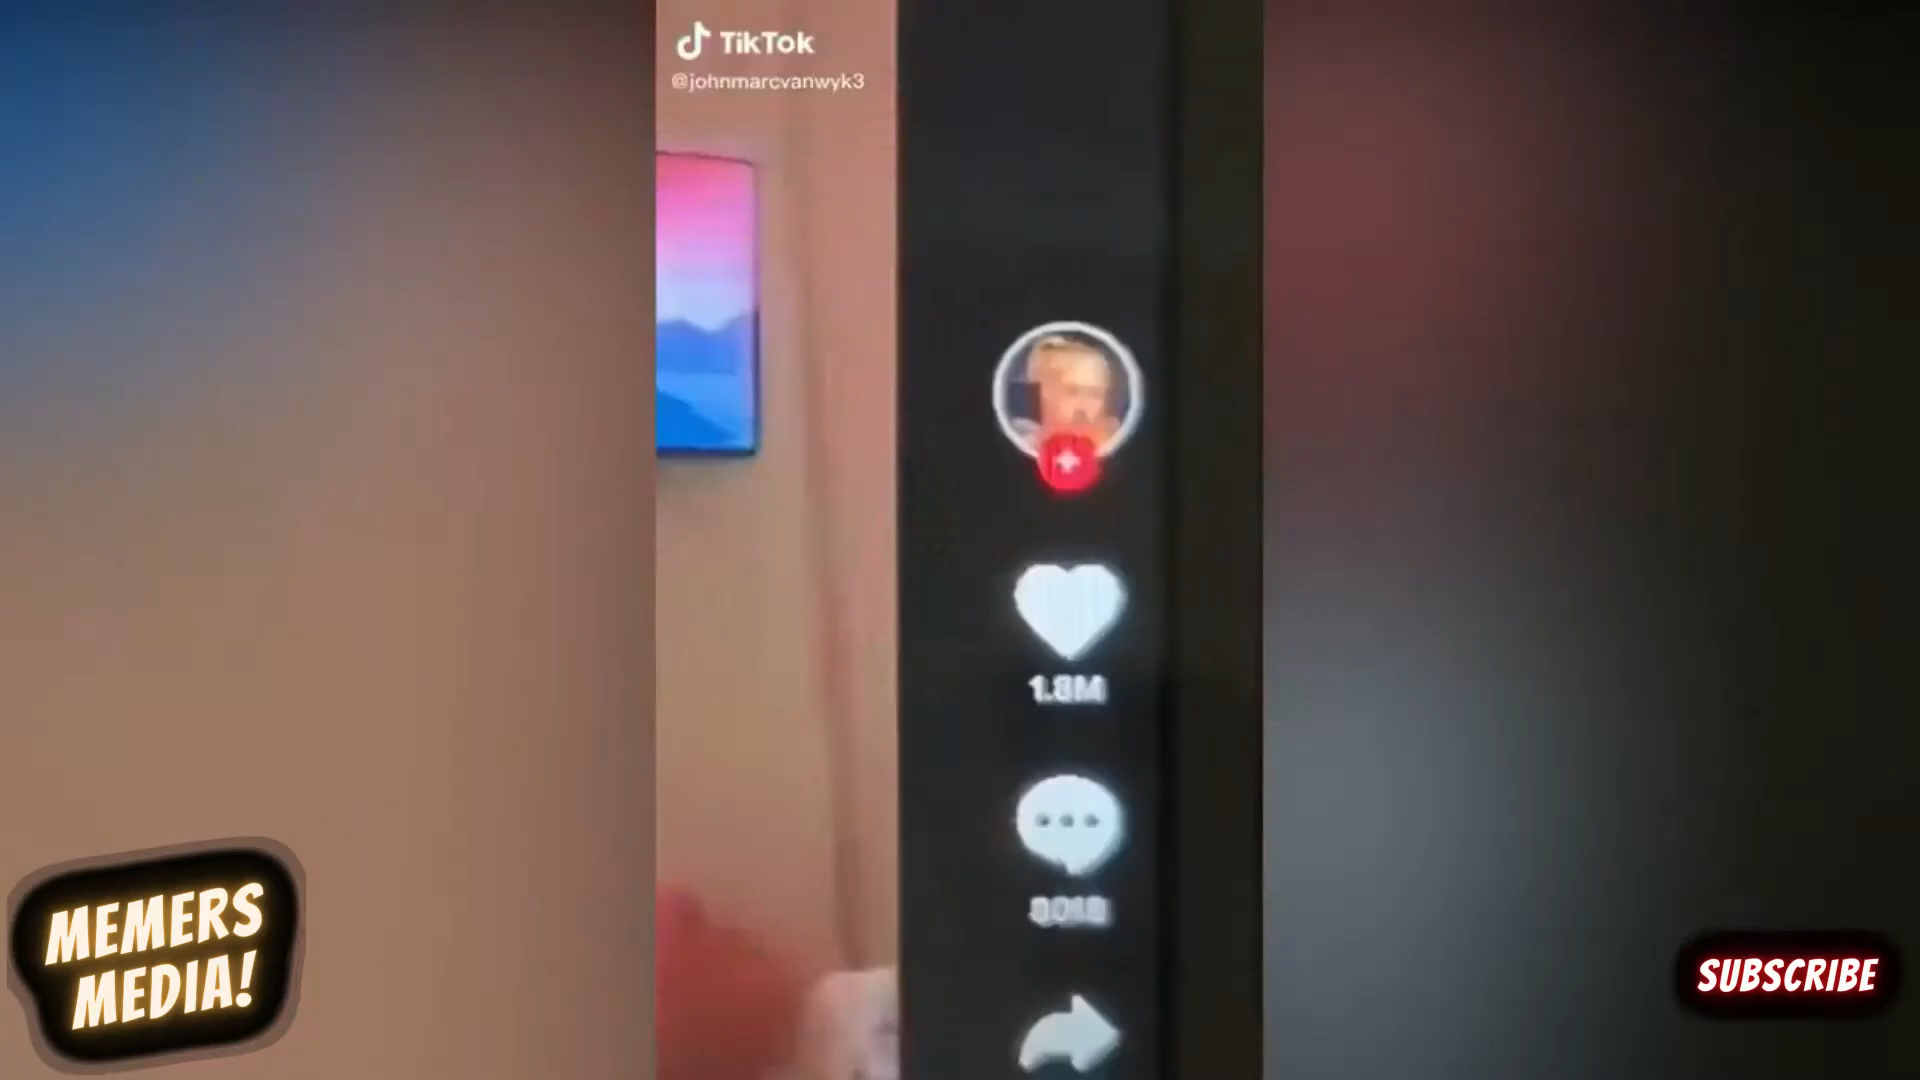 TikTok
@johnmarcvanwyk3
1.8M
MEMERS
MEDIA!
SUBSCRIBE